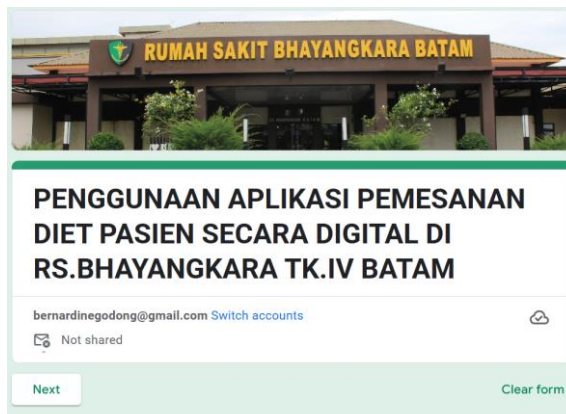 RUMAH SAKIT BHAYANGKARA BATAM
PENGGUNAAN APLIKASI PEMESANAN
DIET PASIEN SECARA DIGITAL DI
RS.BHAYANGKARA TK.IV BATAM
bernardinegodong@gmail.com Switch accounts
Not shared
Next
Clear form